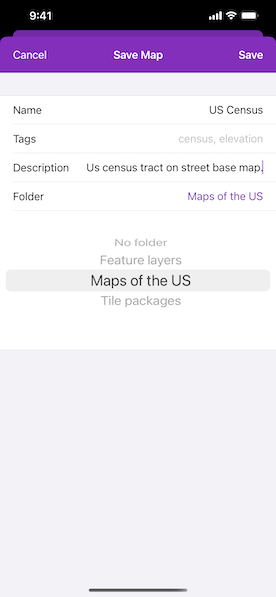 9:41
Cancel Save Map Save
Name US Census
Tags census, elevation
Description Us census tract on street base map.
Folder Maps of the US
No folder
Feature layers
Maps of the US
Tile packages